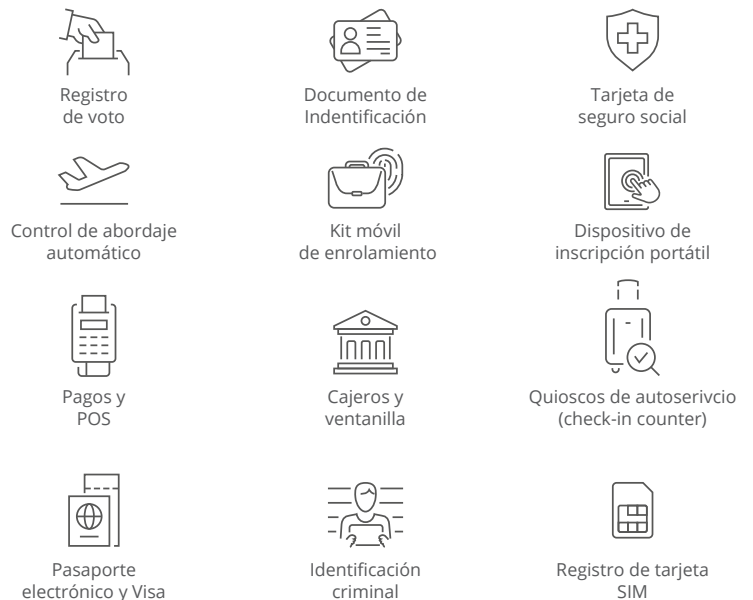 Registro
de voto
Documento de
Indentificación
Tarjeta de
seguro social
Control de abordaje
automático
Kit móvil
de enrolamiento
Dispositivo de
inscripción portátil
Pagos y
POS
Cajeros y
ventanilla
Quioscos de autoserivcio
(check-in counter)
Pasaporte
electrónico y Visa
Identificación
criminal
Registro de tarjeta
SIM